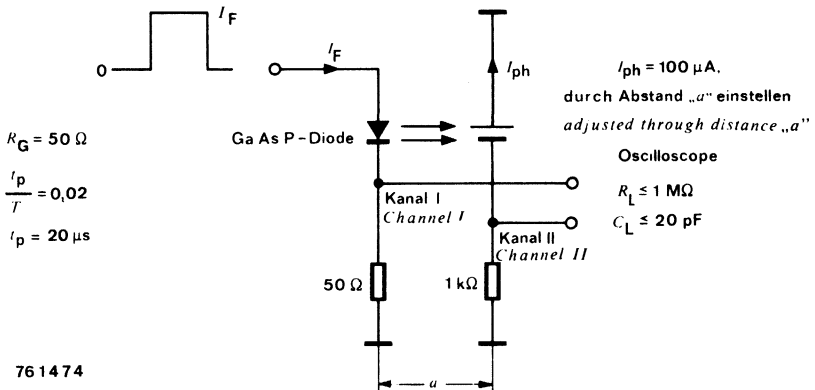 I_F
0
I_F
I_ph
I_ph = 100 µA,
durch Abstand „a“ einstellen
adjusted through distance „a”
R_G = 50 Ω
Ga As P-Diode
Oscilloscope
t_p/T = 0,02
Kanal I
Channel I
R_L ≤ 1 MΩ
t_p = 20 µs
Kanal II
Channel II
C_L ≤ 20 pF
50 Ω
1 kΩ
761474
a